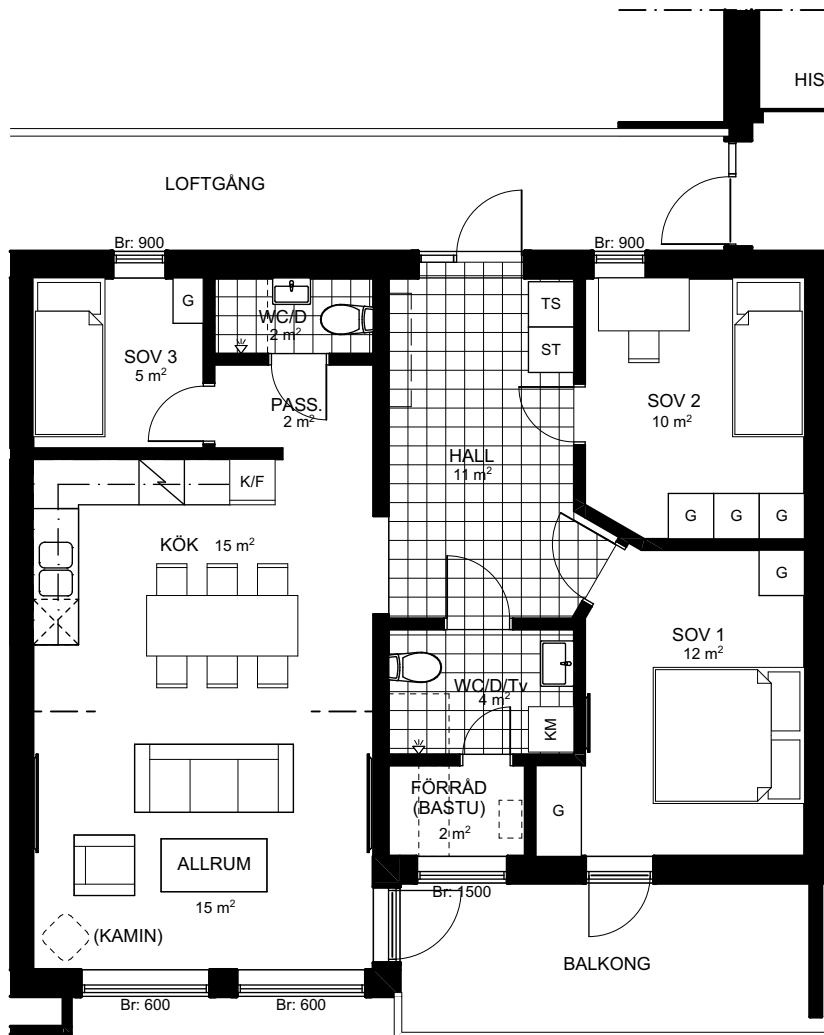 HIS
LOFTGÅNG
Br: 900
Br: 900
G
WC/D
2 m²
TS
ST
SOV 3
5 m²
PASS.
2 m²
SOV 2
10 m²
HALL
11 m²
K/F
G
G
G
KÖK 15 m²
G
SOV 1
12 m²
WC/D/Tv
4 m²
KM
FÖRRÅD
(BASTU)
2 m²
G
ALLRUM
15 m²
Br: 1500
(KAMIN)
BALKONG
Br: 600
Br: 600